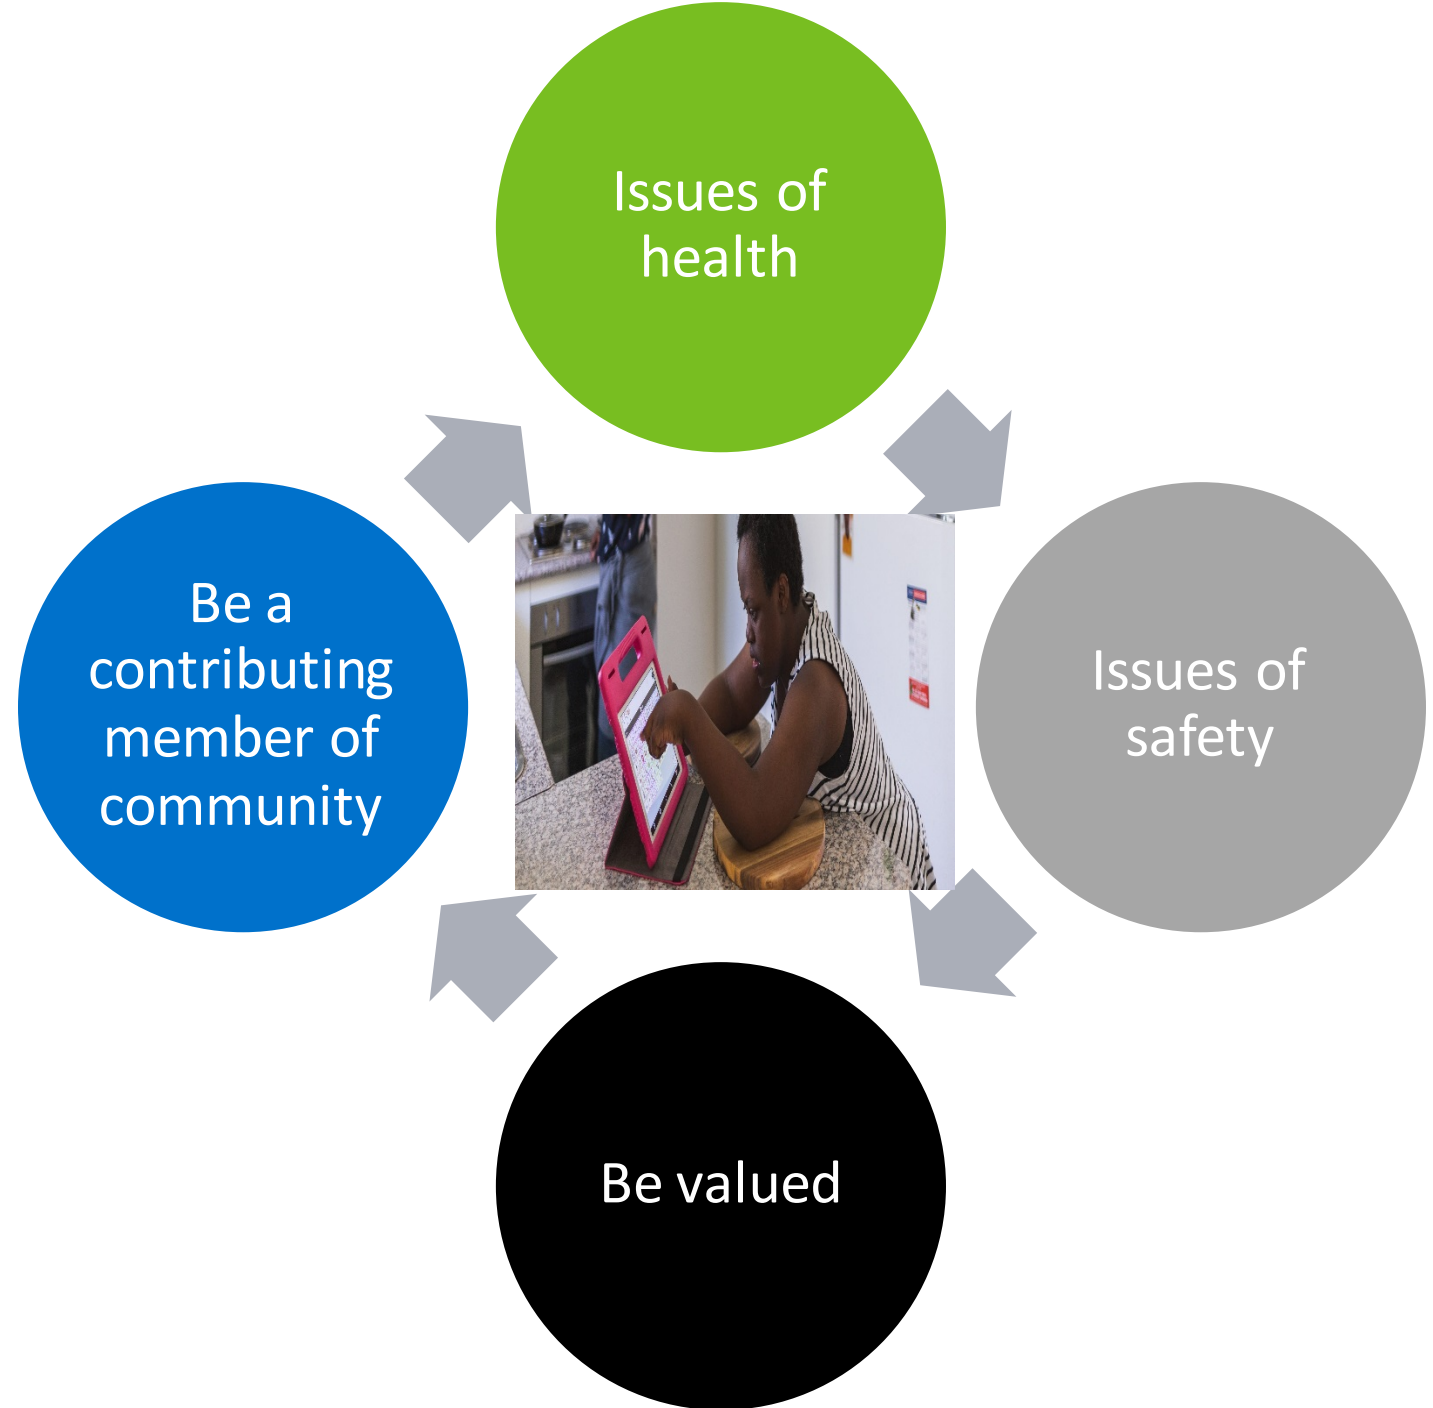 Issues of
health
Issues of
safety
Be valued
Be a
contributing
member of
community